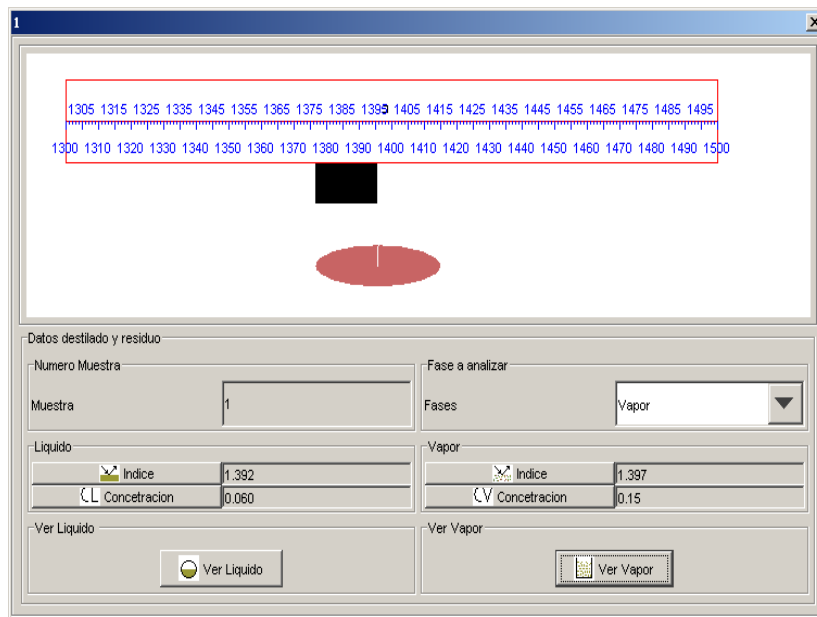 1
1305 1315 1325 1335 1345 1355 1365 1375 1385 1395 1405 1415 1425 1435 1445 1455 1465 1475 1485 1495
1300 1310 1320 1330 1340 1350 1360 1370 1380 1390 1400 1410 1420 1430 1440 1450 1460 1470 1480 1490 1500
Datos destilado y residuo
Numero Muestra
Muestra 1
Fase a analizar
Fases Vapor
Liquido
Indice 1.392
CL Concetracion 0.060
Vapor
Indice 1.397
CV Concetracion 0.15
Ver Liquido
Ver Liquido
Ver Vapor
Ver Vapor